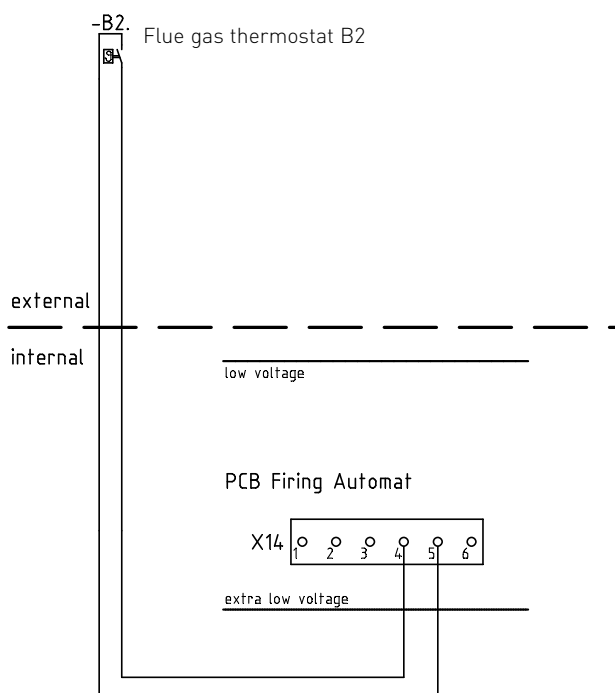 -B2.
Flue gas thermostat B2
external
internal
low voltage
PCB Firing Automat
X14
1 2 3 4 5 6
extra low voltage